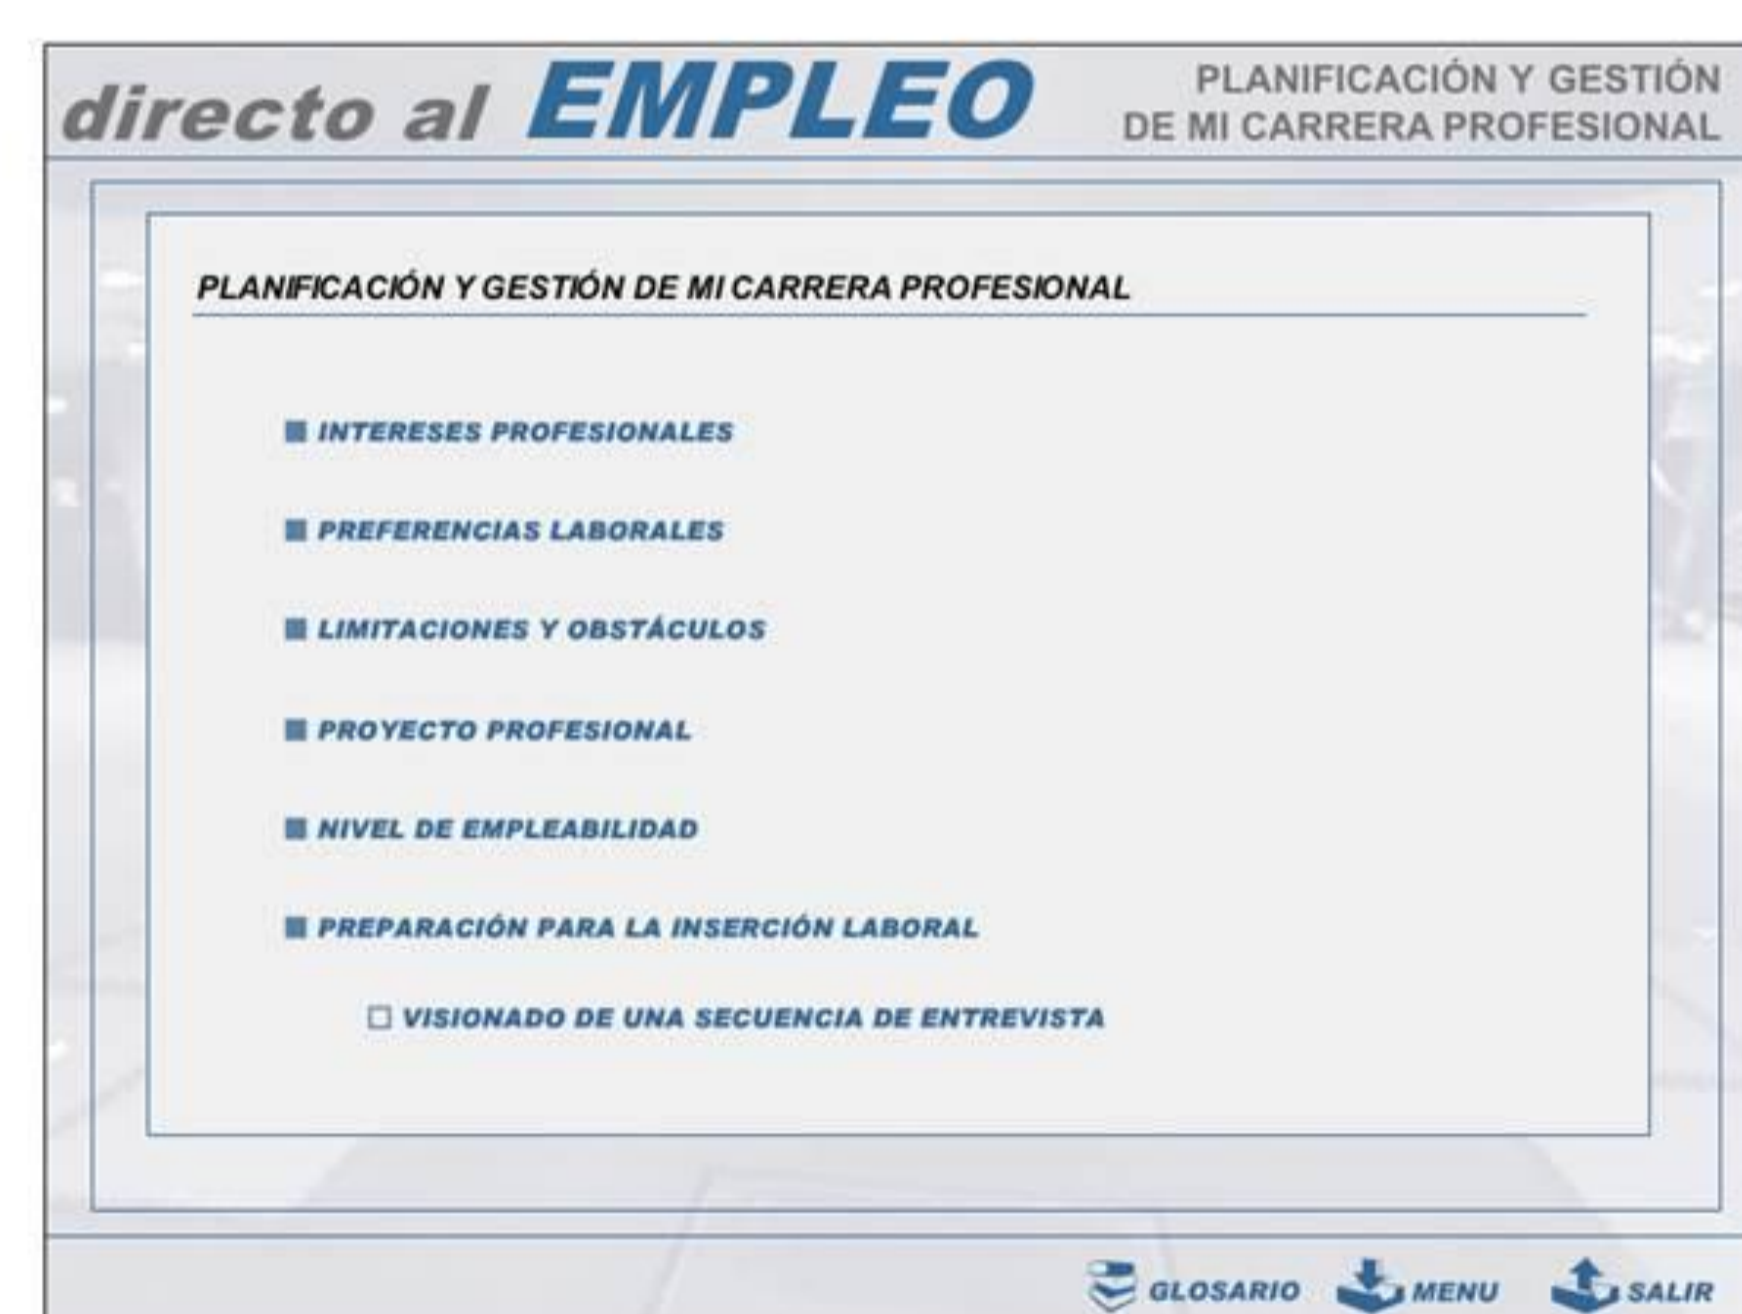 directo al EMPLEO
PLANIFICACIÓN Y GESTIÓN
DE MI CARRERA PROFESIONAL
PLANIFICACIÓN Y GESTIÓN DE MI CARRERA PROFESIONAL
INTERESES PROFESIONALES
PREFERENCIAS LABORALES
LIMITACIONES Y OBSTÁCULOS
PROYECTO PROFESIONAL
NIVEL DE EMPLEABILIDAD
PREPARACIÓN PARA LA INSERCIÓN LABORAL
VISIONADO DE UNA SECUENCIA DE ENTREVISTA
GLOSARIO MENU SALIR